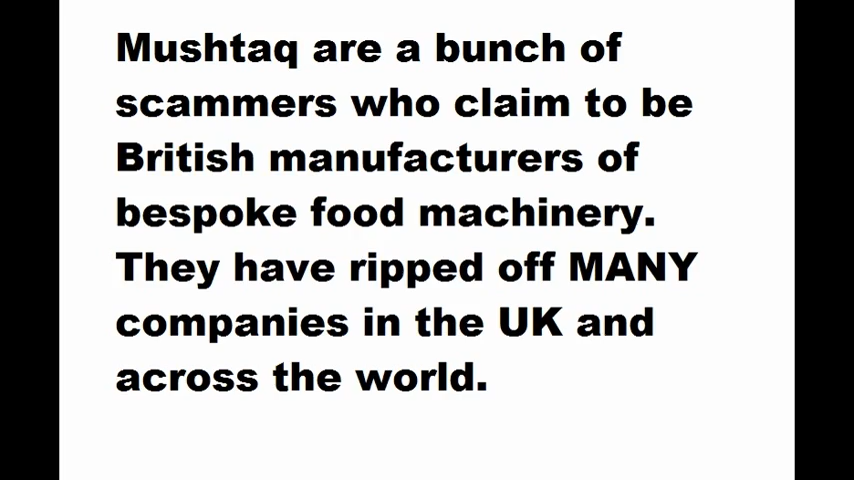 Mushtaq are a bunch of
scammers who claim to be
British manufacturers of
bespoke food machinery.
They have ripped off MANY
companies in the UK and
across the world.